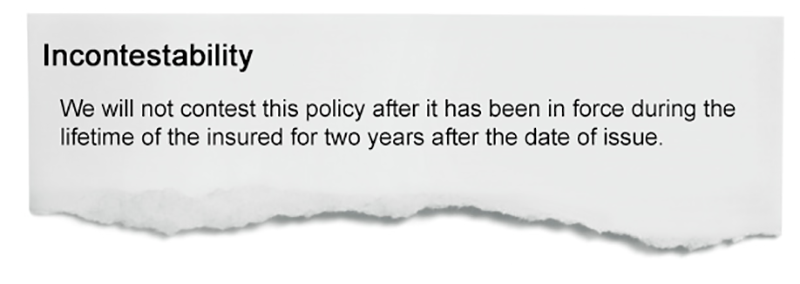 Incontestability
We will not contest this policy after it has been in force during the
lifetime of the insured for two years after the date of issue.